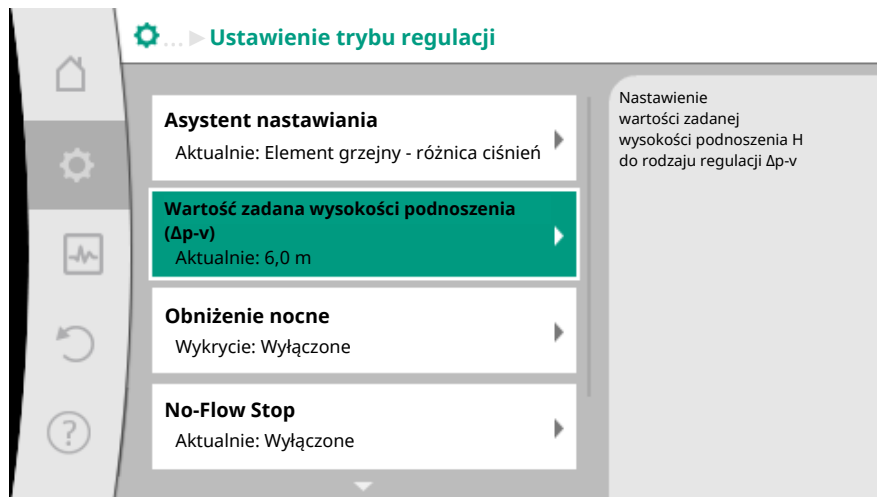 ... Ustawienie trybu regulacji
Asystent nastawiania
Aktualnie: Element grzejny - różnica ciśnień
Wartość zadana wysokości podnoszenia
(Δp-v)
Aktualnie: 6,0 m
Obniżenie nocne
Wykrycie: Wyłączone
No-Flow Stop
Aktualnie: Wyłączone
Nastawienie
wartości zadanej
wysokości podnoszenia H
do rodzaju regulacji Δp-v
?